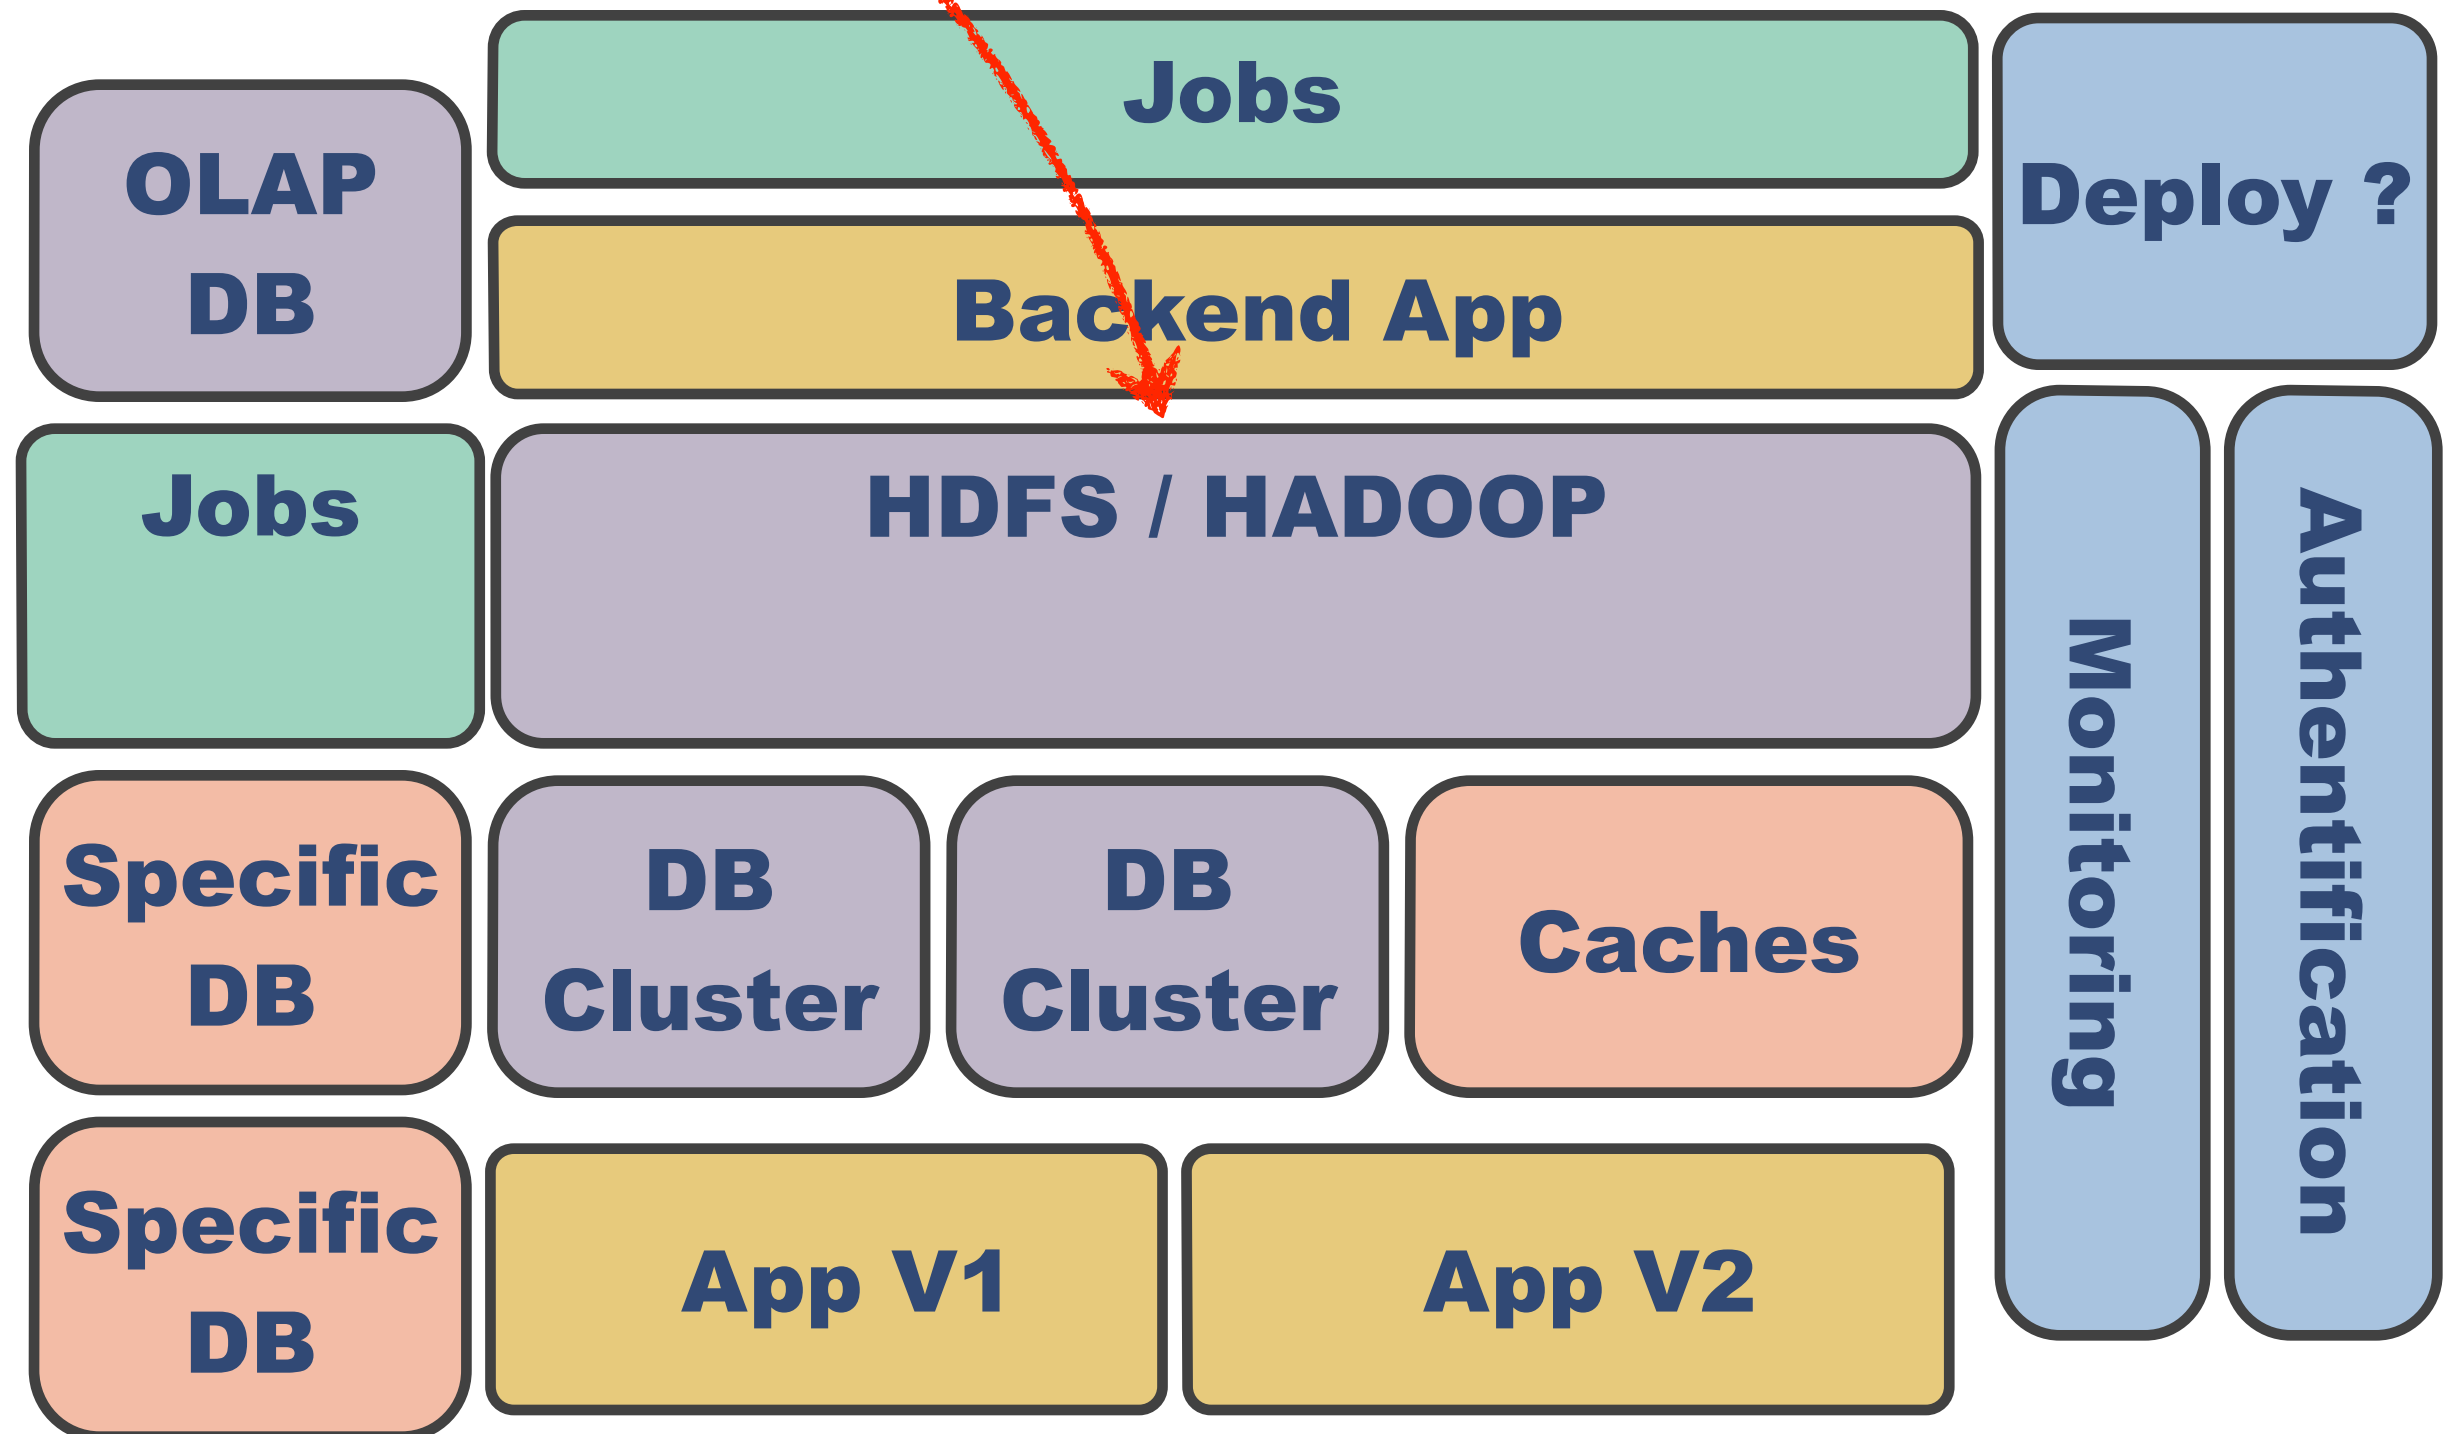 Jobs
OLAP
DB
Deploy ?
Backend App
Jobs
HDFS / HADOOP
Monitoring
Authentification
Specific
DB
DB
Cluster
DB
Cluster
Caches
Specific
DB
App V1
App V2